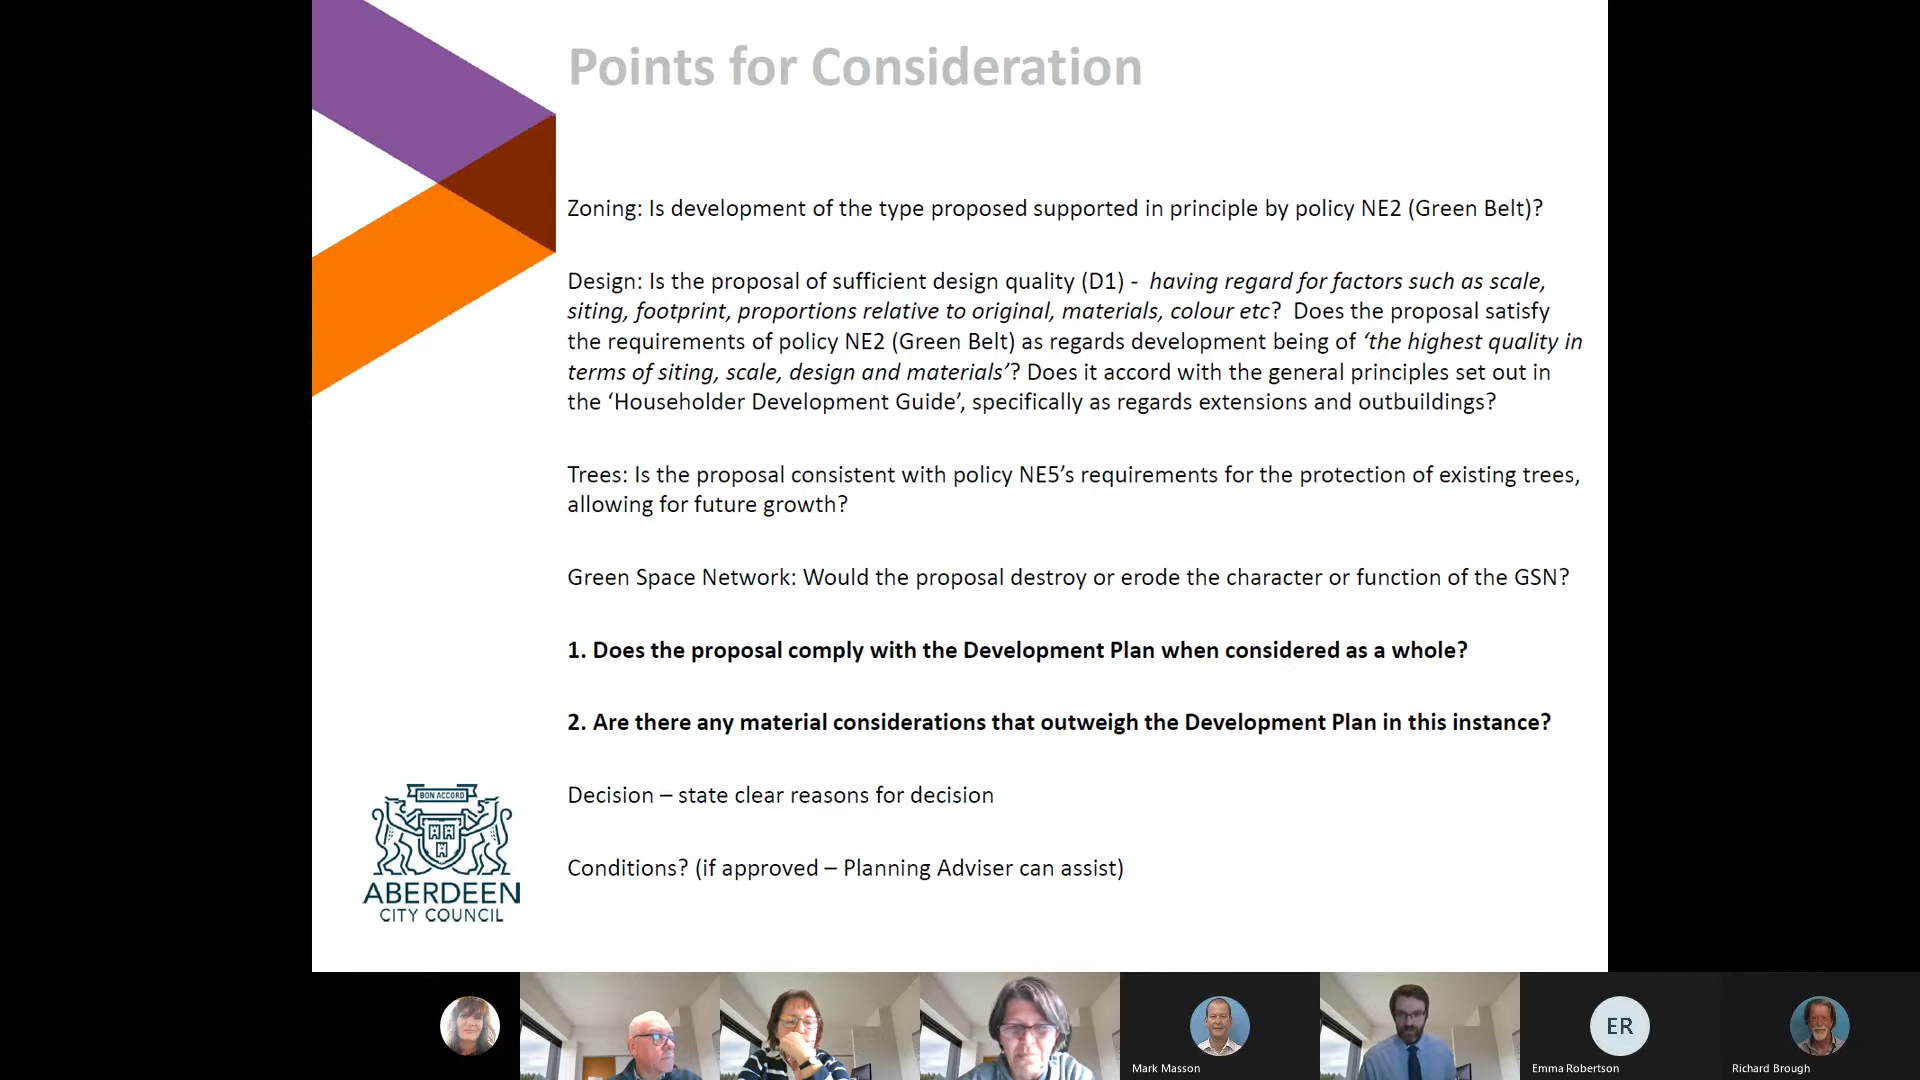 Points for Consideration
Zoning: Is development of the type proposed supported in principle by policy NE2 (Green Belt)?
Design: Is the proposal of sufficient design quality (D1) - having regard for factors such as scale,
siting, footprint, proportions relative to original, materials, colour etc? Does the proposal satisfy
the requirements of policy NE2 (Green Belt) as regards development being of ‘the highest quality in
terms of siting, scale, design and materials’? Does it accord with the general principles set out in
the ‘Householder Development Guide’, specifically as regards extensions and outbuildings?
Trees: Is the proposal consistent with policy NE5’s requirements for the protection of existing trees,
allowing for future growth?
Green Space Network: Would the proposal destroy or erode the character or function of the GSN?
1. Does the proposal comply with the Development Plan when considered as a whole?
2. Are there any material considerations that outweigh the Development Plan in this instance?
Decision – state clear reasons for decision
Conditions? (if approved – Planning Adviser can assist)
BON ACCORD
ABERDEEN
CITY COUNCIL
ER
Mark Masson
Emma Robertson
Richard Brough